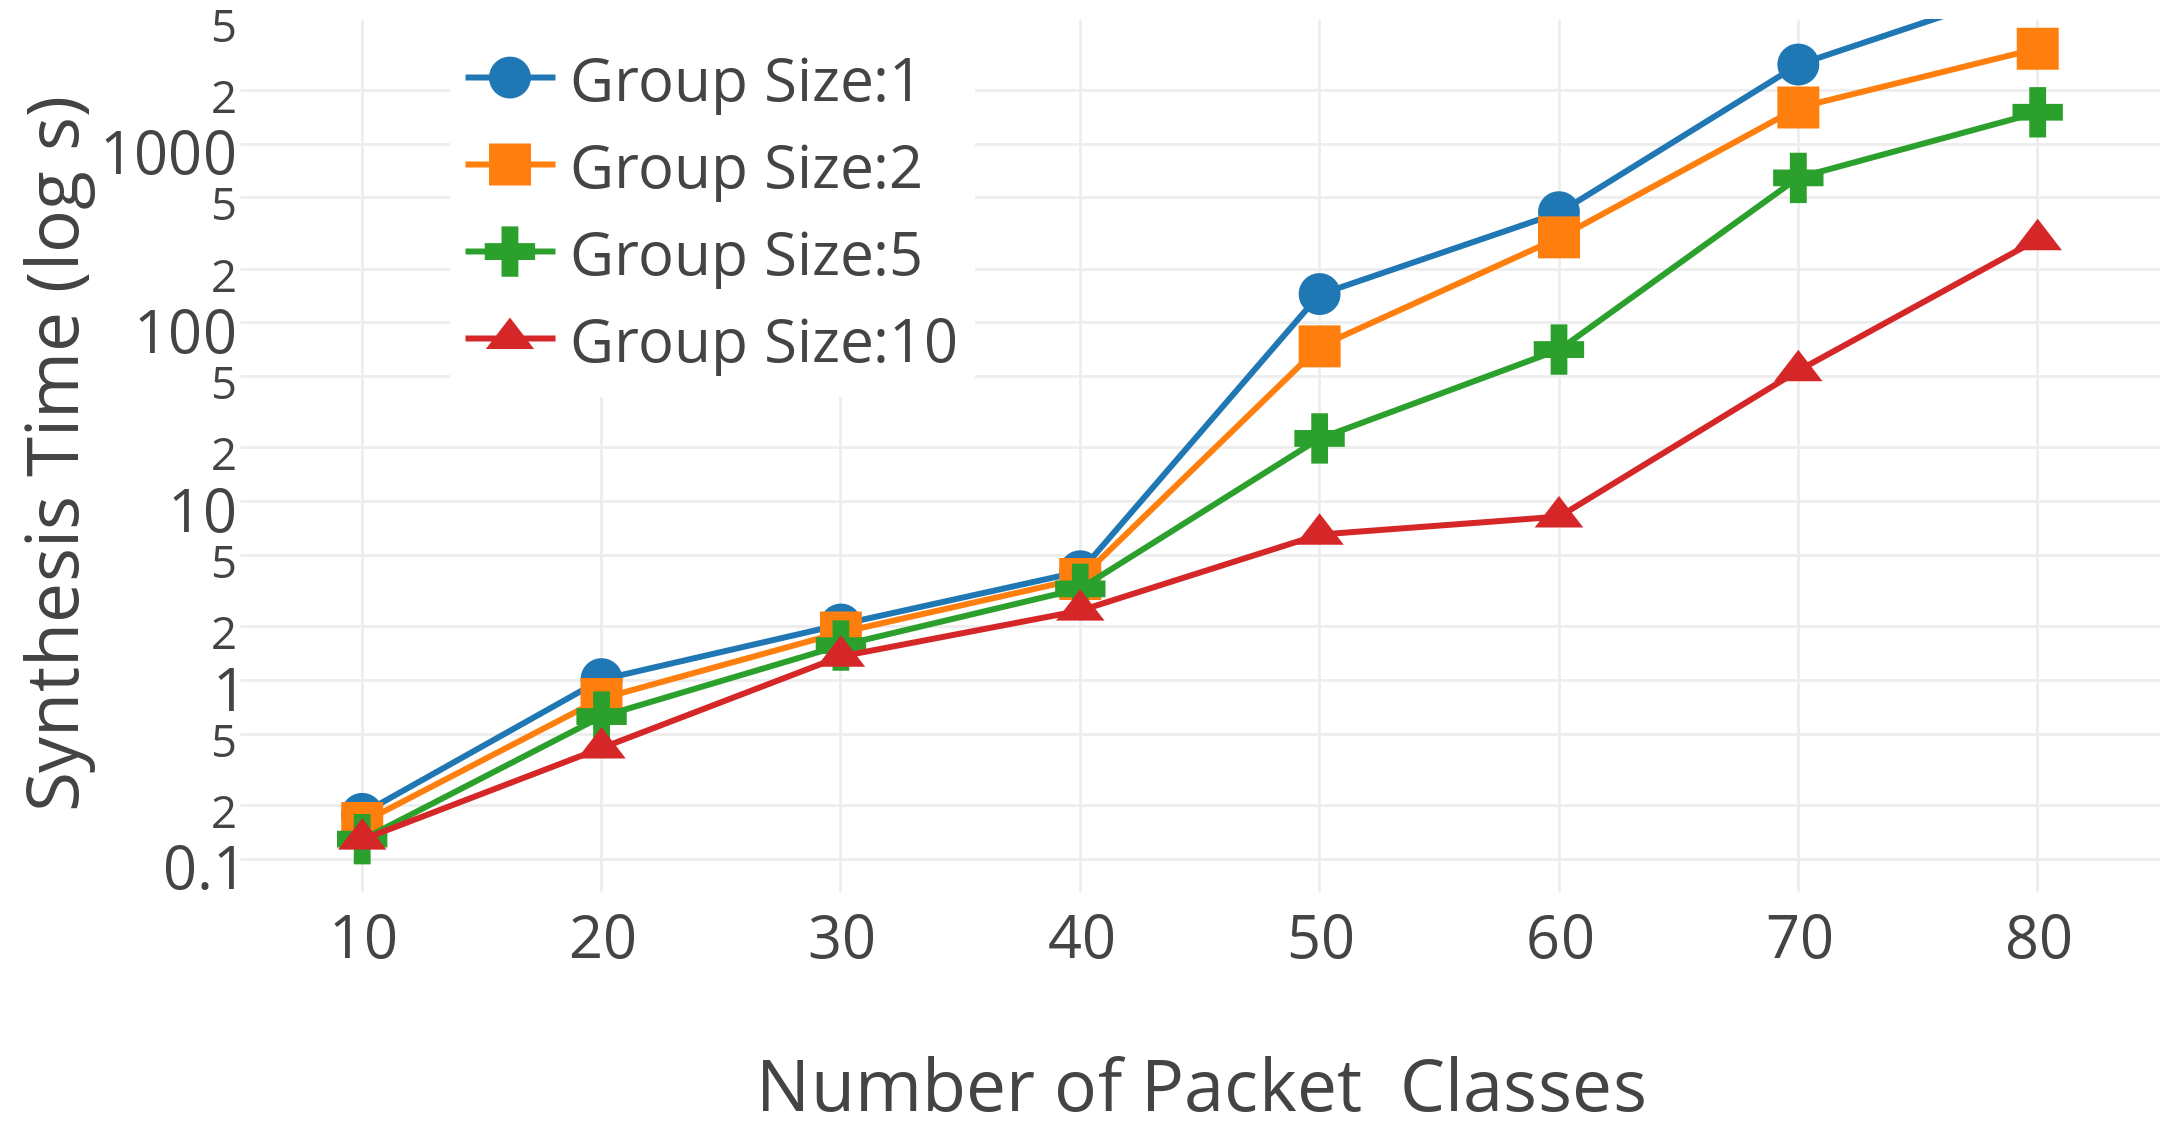 Synthesis Time (log s)
5
2
1000
5
2
100
5
2
10
5
2
1
5
2
0.1
Group Size:1
Group Size:2
Group Size:5
Group Size:10
10 20 30 40 50 60 70 80
Number of Packet Classes